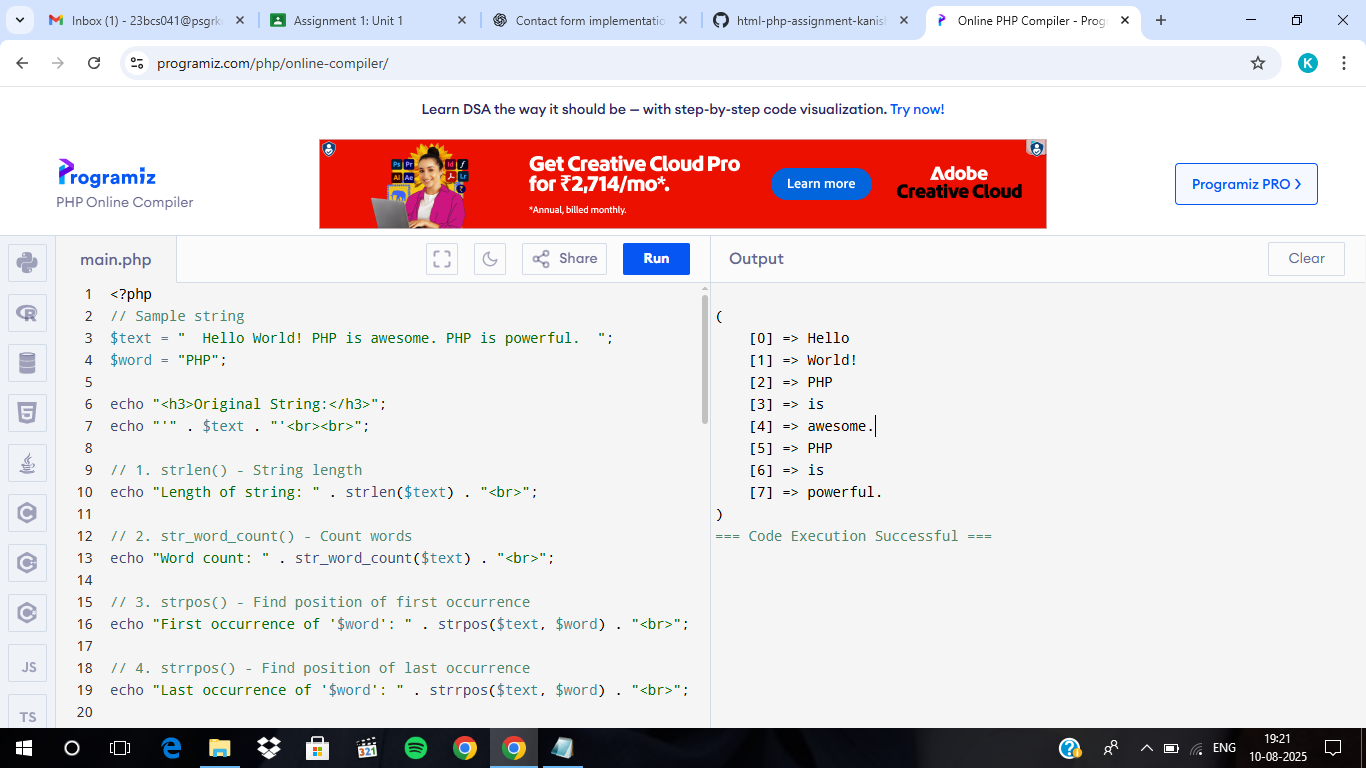 Inbox (1) - 23bcs041@psgrk
Assignment 1: Unit 1
Contact form implementatio
html-php-assignment-kanish
Online PHP Compiler - Prog
programiz.com/php/online-compiler/
K
Learn DSA the way it should be — with step-by-step code visualization. Try now!
Programiz
PHP Online Compiler
Ps Pr Id
Ai Ae Lr
Get Creative Cloud Pro
for ₹2,714/mo*.
*Annual, billed monthly.
Learn more
Adobe
Creative Cloud
Programiz PRO
main.php
Share
Run
Output
Clear
1 <?php
2 // Sample string
3 $text = "  Hello World! PHP is awesome. PHP is powerful.  ";
4 $word = "PHP";
5
6 echo "<h3>Original String:</h3>";
7 echo "'" . $text . "'<br><br>";
8
9 // 1. strlen() - String length
10 echo "Length of string: " . strlen($text) . "<br>";
11
12 // 2. str_word_count() - Count words
13 echo "Word count: " . str_word_count($text) . "<br>";
14
15 // 3. strpos() - Find position of first occurrence
16 echo "First occurrence of '$word': " . strpos($text, $word) . "<br>";
17
18 // 4. strrpos() - Find position of last occurrence
19 echo "Last occurrence of '$word': " . strrpos($text, $word) . "<br>";
20
(
[0] => Hello
[1] => World!
[2] => PHP
[3] => is
[4] => awesome.
[5] => PHP
[6] => is
[7] => powerful.
)
=== Code Execution Successful ===
JS
TS
321
ENG
19:21
10-08-2025